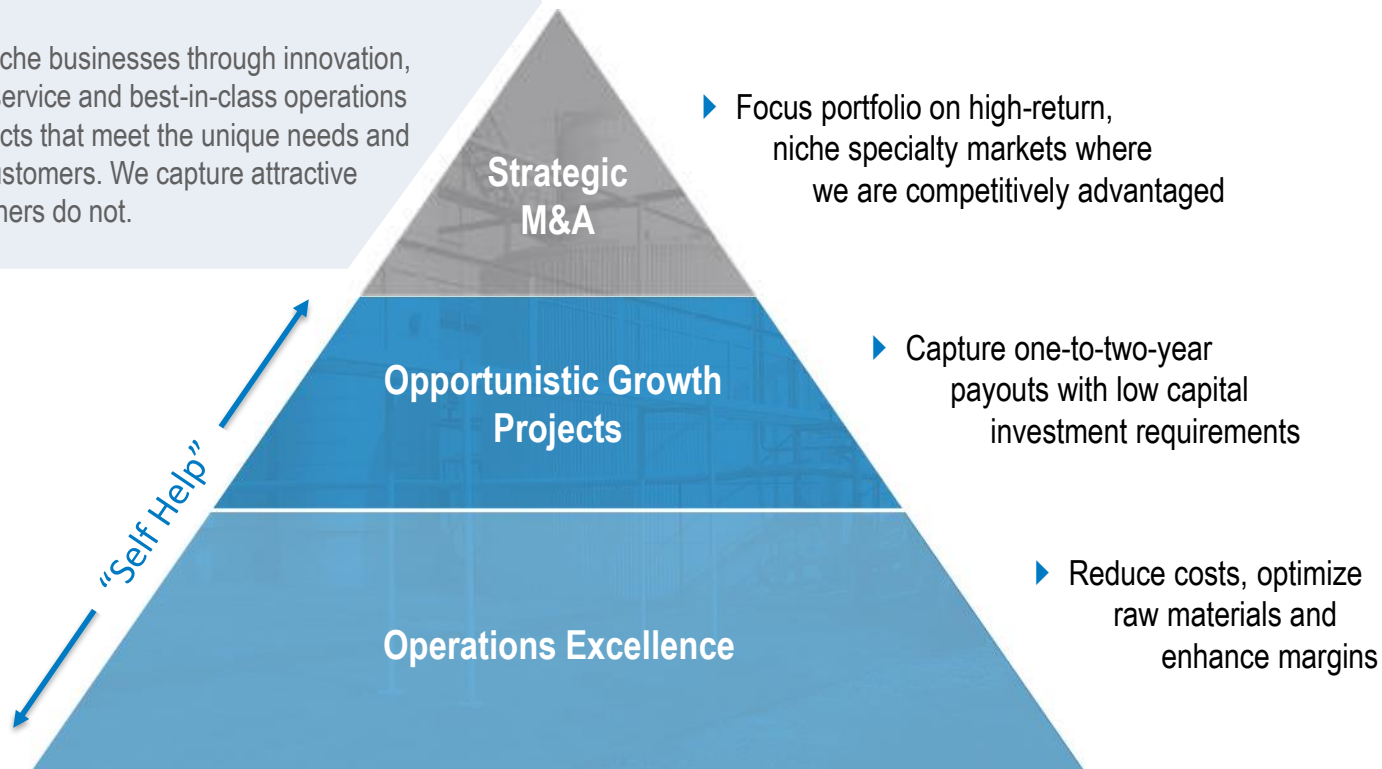 che businesses through innovation,
service and best-in-class operations
cts that meet the unique needs and
ustomers. We capture attractive
hers do not.
Strategic
M&A
Focus portfolio on high-return,
niche specialty markets where
we are competitively advantaged
Opportunistic Growth
Projects
Capture one-to-two-year
payouts with low capital
investment requirements
"Self Help"
Operations Excellence
Reduce costs, optimize
raw materials and
enhance margins